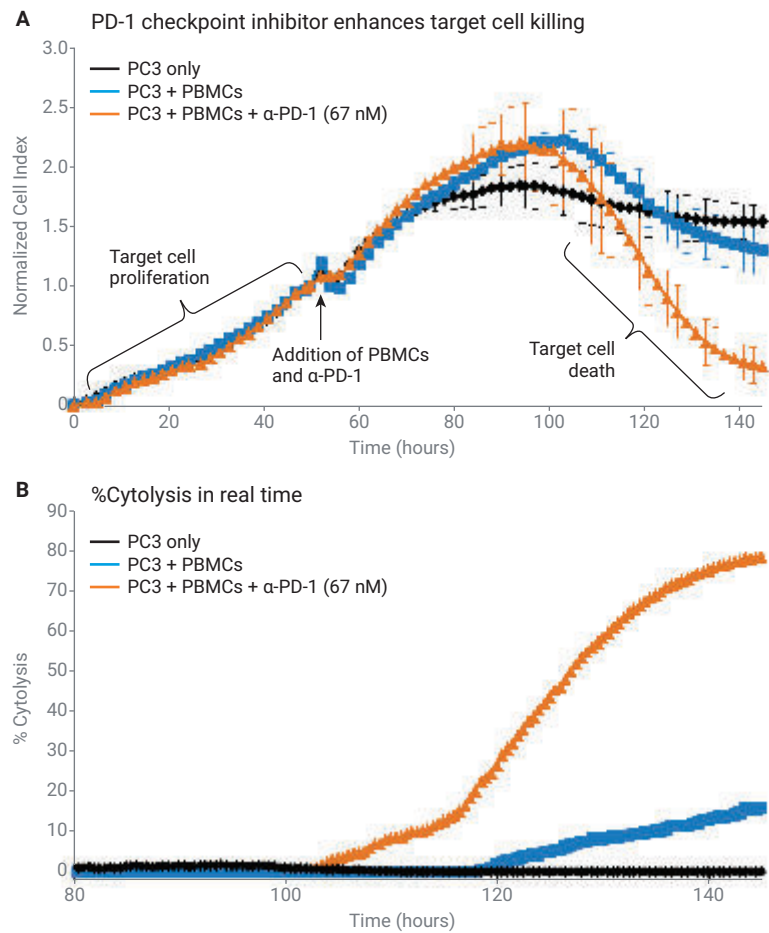 A
PD-1 checkpoint inhibitor enhances target cell killing
3.0
2.5
2.0
1.5
1.0
0.5
0
Normalized Cell Index
PC3 only
PC3 + PBMCs
PC3 + PBMCs + α-PD-1 (67 nM)
Target cell
proliferation
Addition of PBMCs
and α-PD-1
Target cell
death
0 20 40 60 80 100 120 140
Time (hours)
B
%Cytolysis in real time
90
80
70
60
50
40
30
20
10
0
% Cytolysis
PC3 only
PC3 + PBMCs
PC3 + PBMCs + α-PD-1 (67 nM)
80 100 120 140
Time (hours)